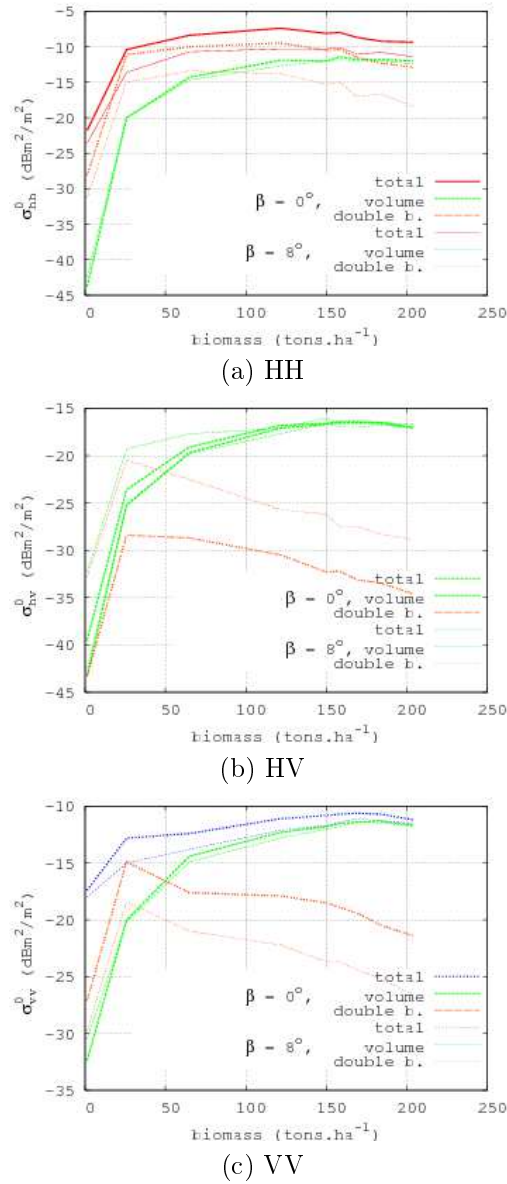 -5
-10
-15
-20
-25
-30
-35
-40
-45
σ⁰hh (dBm²/m²)
total
β = 0°, volume
double b.
total
β = 8°, volume
double b.
0 50 100 150 200 250
biomass (tons.ha⁻¹)
(a) HH
-15
-20
-25
-30
-35
-40
-45
σ⁰hv (dBm²/m²)
total
β = 0°, volume
double b.
total
β = 8°, volume
double b.
0 50 100 150 200 250
biomass (tons.ha⁻¹)
(b) HV
-10
-15
-20
-25
-30
-35
σ⁰vv (dBm²/m²)
total
β = 0°, volume
double b.
total
β = 8°, volume
double b.
0 50 100 150 200 250
biomass (tons.ha⁻¹)
(c) VV